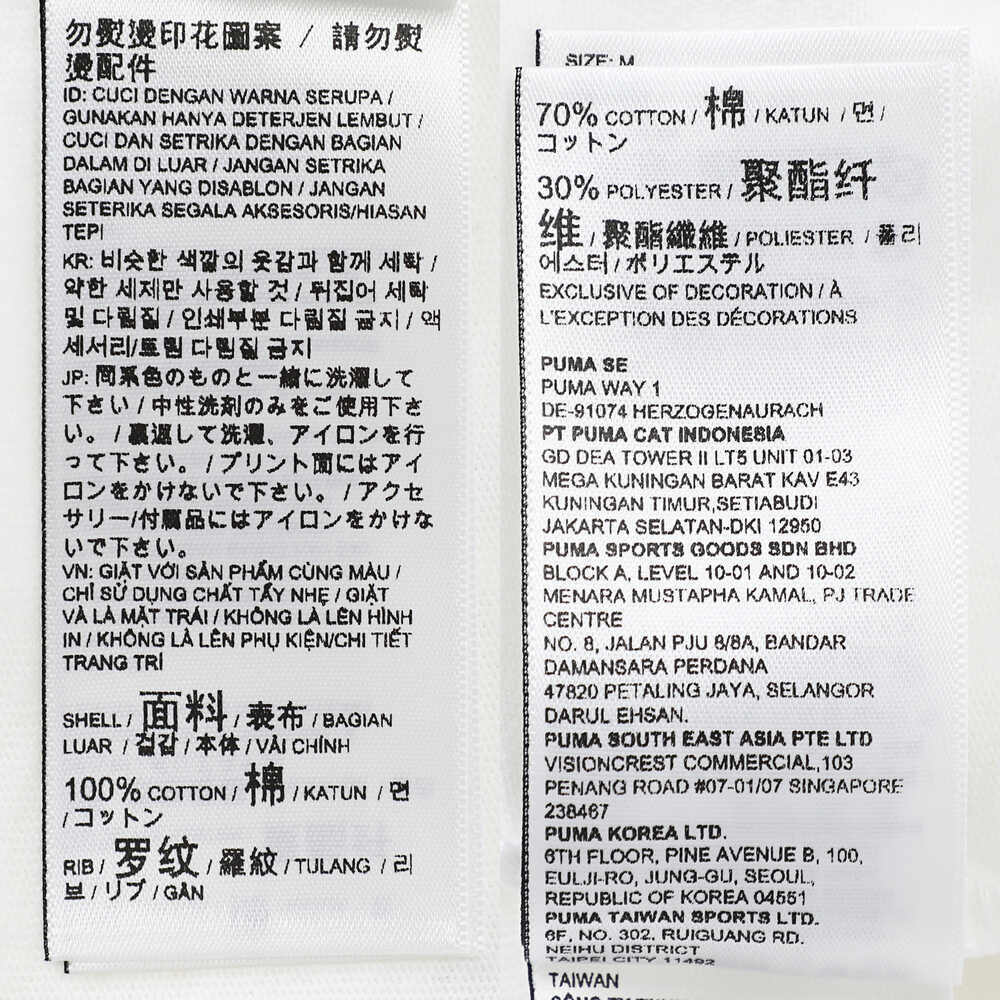 勿熨燙印花圖案 / 請勿熨
燙配件
ID: CUCI DENGAN WARNA SERUPA /
GUNAKAN HANYA DETERJEN LEMBUT /
CUCI DAN SETRIKA DENGAN BAGIAN
DALAM DI LUAR / JANGAN SETRIKA
BAGIAN YANG DISABLON / JANGAN
SETERIKA SEGALA AKSESORIS/HIASAN
TEPI
KR: 비슷한 색깔의 옷감과 함께 세탁 /
약한 세제만 사용할 것 / 뒤집어 세탁
및 다림질 / 인쇄부분 다림질 금지 / 액
세서리/트림 다림질 금지
JP: 同系色のものと一緒に洗濯して
下さい / 中性洗剤のみをご使用下さ
い。 / 裏返して洗濯、アイロンを行
って下さい。 / プリント面にはアイ
ロンをかけないで下さい。 / アクセ
サリー/付属品にはアイロンをかけな
いで下さい。
VN: GIẶT VỚI SẢN PHẨM CÙNG MÀU /
CHỈ SỬ DỤNG CHẤT TẨY NHẸ / GIẶT
VÀ LÀ MẶT TRÁI / KHÔNG LÀ LÊN HÌNH
IN / KHÔNG LÀ LÊN PHỤ KIỆN/CHI TIẾT
TRANG TRÍ
SHELL / 面料 / 表布 / BAGIAN
LUAR / 겉감 / 本体 / VẢI CHÍNH
100% COTTON / 棉 / KATUN / 면
/ コットン
RIB / 罗纹 / 羅紋 / TULANG / 리
브 / リブ / GÂN
SIZE: M
70% COTTON / 棉 / KATUN / 면 /
コットン
30% POLYESTER / 聚酯纤
维 / 聚酯纖維 / POLIESTER / 폴리
에스터 / ポリエステル
EXCLUSIVE OF DECORATION / À
L'EXCEPTION DES DÉCORATIONS
PUMA SE
PUMA WAY 1
DE-91074 HERZOGENAURACH
PT PUMA CAT INDONESIA
GD DEA TOWER II LT5 UNIT 01-03
MEGA KUNINGAN BARAT KAV E43
KUNINGAN TIMUR,SETIABUDI
JAKARTA SELATAN-DKI 12950
PUMA SPORTS GOODS SDN BHD
BLOCK A, LEVEL 10-01 AND 10-02
MENARA MUSTAPHA KAMAL, PJ TRADE
CENTRE
NO. 8, JALAN PJU 8/8A, BANDAR
DAMANSARA PERDANA
47820 PETALING JAYA, SELANGOR
DARUL EHSAN.
PUMA SOUTH EAST ASIA PTE LTD
VISIONCREST COMMERCIAL,103
PENANG ROAD #07-01/07 SINGAPORE
238467
PUMA KOREA LTD.
6TH FLOOR, PINE AVENUE B, 100,
EULJI-RO, JUNG-GU, SEOUL,
REPUBLIC OF KOREA 04551
PUMA TAIWAN SPORTS LTD.
6F, NO. 302, RUIGUANG RD.
NEIHU DISTRICT
TAIPEI CITY 11492
TAIWAN